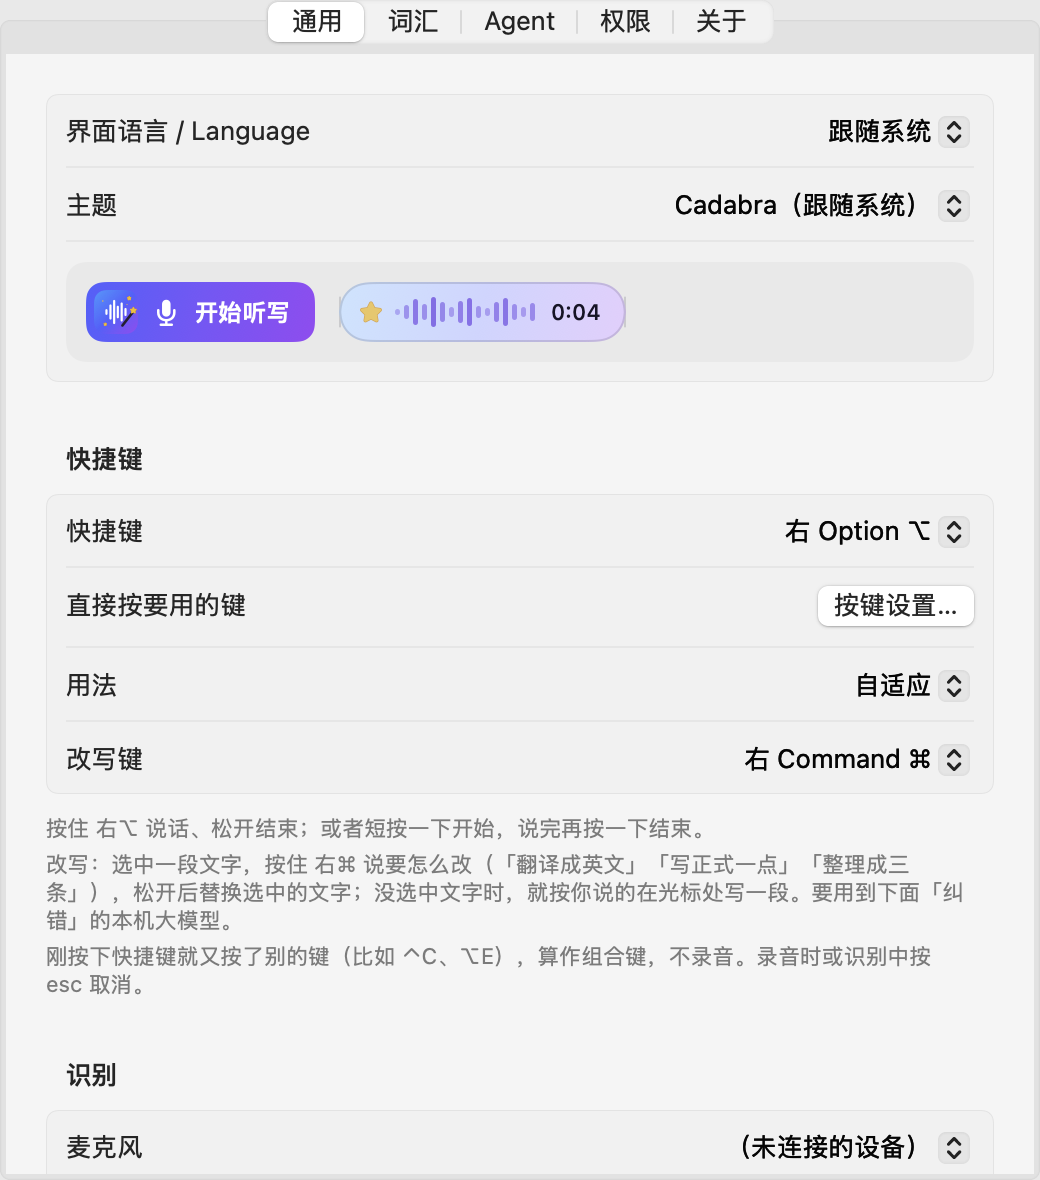 通用 词汇 Agent 权限 关于
界面语言 / Language 跟随系统
主题 Cadabra（跟随系统）
开始听写 0:04
快捷键
快捷键 右 Option ⌥
直接按要用的键 按键设置...
用法 自适应
改写键 右 Command ⌘
按住 右⌥ 说话、松开结束；或者短按一下开始，说完再按一下结束。
改写：选中一段文字，按住 右⌘ 说要怎么改（「翻译成英文」「写正式一点」「整理成三
条」），松开后替换选中的文字；没选中文字时，就按你说的在光标处写一段。要用到下面「纠
错」的本机大模型。
刚按下快捷键就又按了别的键（比如 ^C、⌥E），算作组合键，不录音。录音时或识别中按
esc 取消。
识别
麦克风 （未连接的设备）